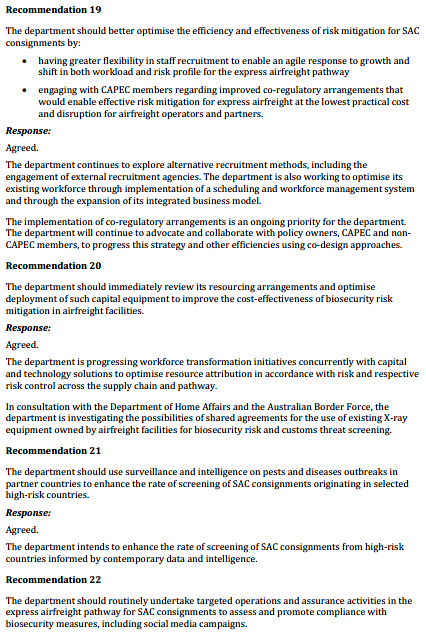 Recommendation 19
The department should better optimise the efficiency and effectiveness of risk mitigation for SAC
consignments by:
• having greater flexibility in staff recruitment to enable an agile response to growth and
shift in both workload and risk profile for the express airfreight pathway
• engaging with CAPEC members regarding improved co-regulatory arrangements that
would enable effective risk mitigation for express airfreight at the lowest practical cost
and disruption for airfreight operators and partners.
Response:
Agreed.
The department continues to explore alternative recruitment methods, including the
engagement of external recruitment agencies. The department is also working to optimise its
existing workforce through implementation of a scheduling and workforce management system
and through the expansion of its integrated business model.
The implementation of co-regulatory arrangements is an ongoing priority for the department.
The department will continue to advocate and collaborate with policy owners, CAPEC and non-
CAPEC members, to progress this strategy and other efficiencies using co-design approaches.
Recommendation 20
The department should immediately review its resourcing arrangements and optimise
deployment of such capital equipment to improve the cost-effectiveness of biosecurity risk
mitigation in airfreight facilities.
Response:
Agreed.
The department is progressing workforce transformation initiatives concurrently with capital
and technology solutions to optimise resource attribution in accordance with risk and respective
risk control across the supply chain and pathway.
In consultation with the Department of Home Affairs and the Australian Border Force, the
department is investigating the possibilities of shared agreements for the use of existing X-ray
equipment owned by airfreight facilities for biosecurity risk and customs threat screening.
Recommendation 21
The department should use surveillance and intelligence on pests and diseases outbreaks in
partner countries to enhance the rate of screening of SAC consignments originating in selected
high-risk countries.
Response:
Agreed.
The department intends to enhance the rate of screening of SAC consignments from high-risk
countries informed by contemporary data and intelligence.
Recommendation 22
The department should routinely undertake targeted operations and assurance activities in the
express airfreight pathway for SAC consignments to assess and promote compliance with
biosecurity measures, including social media campaigns.